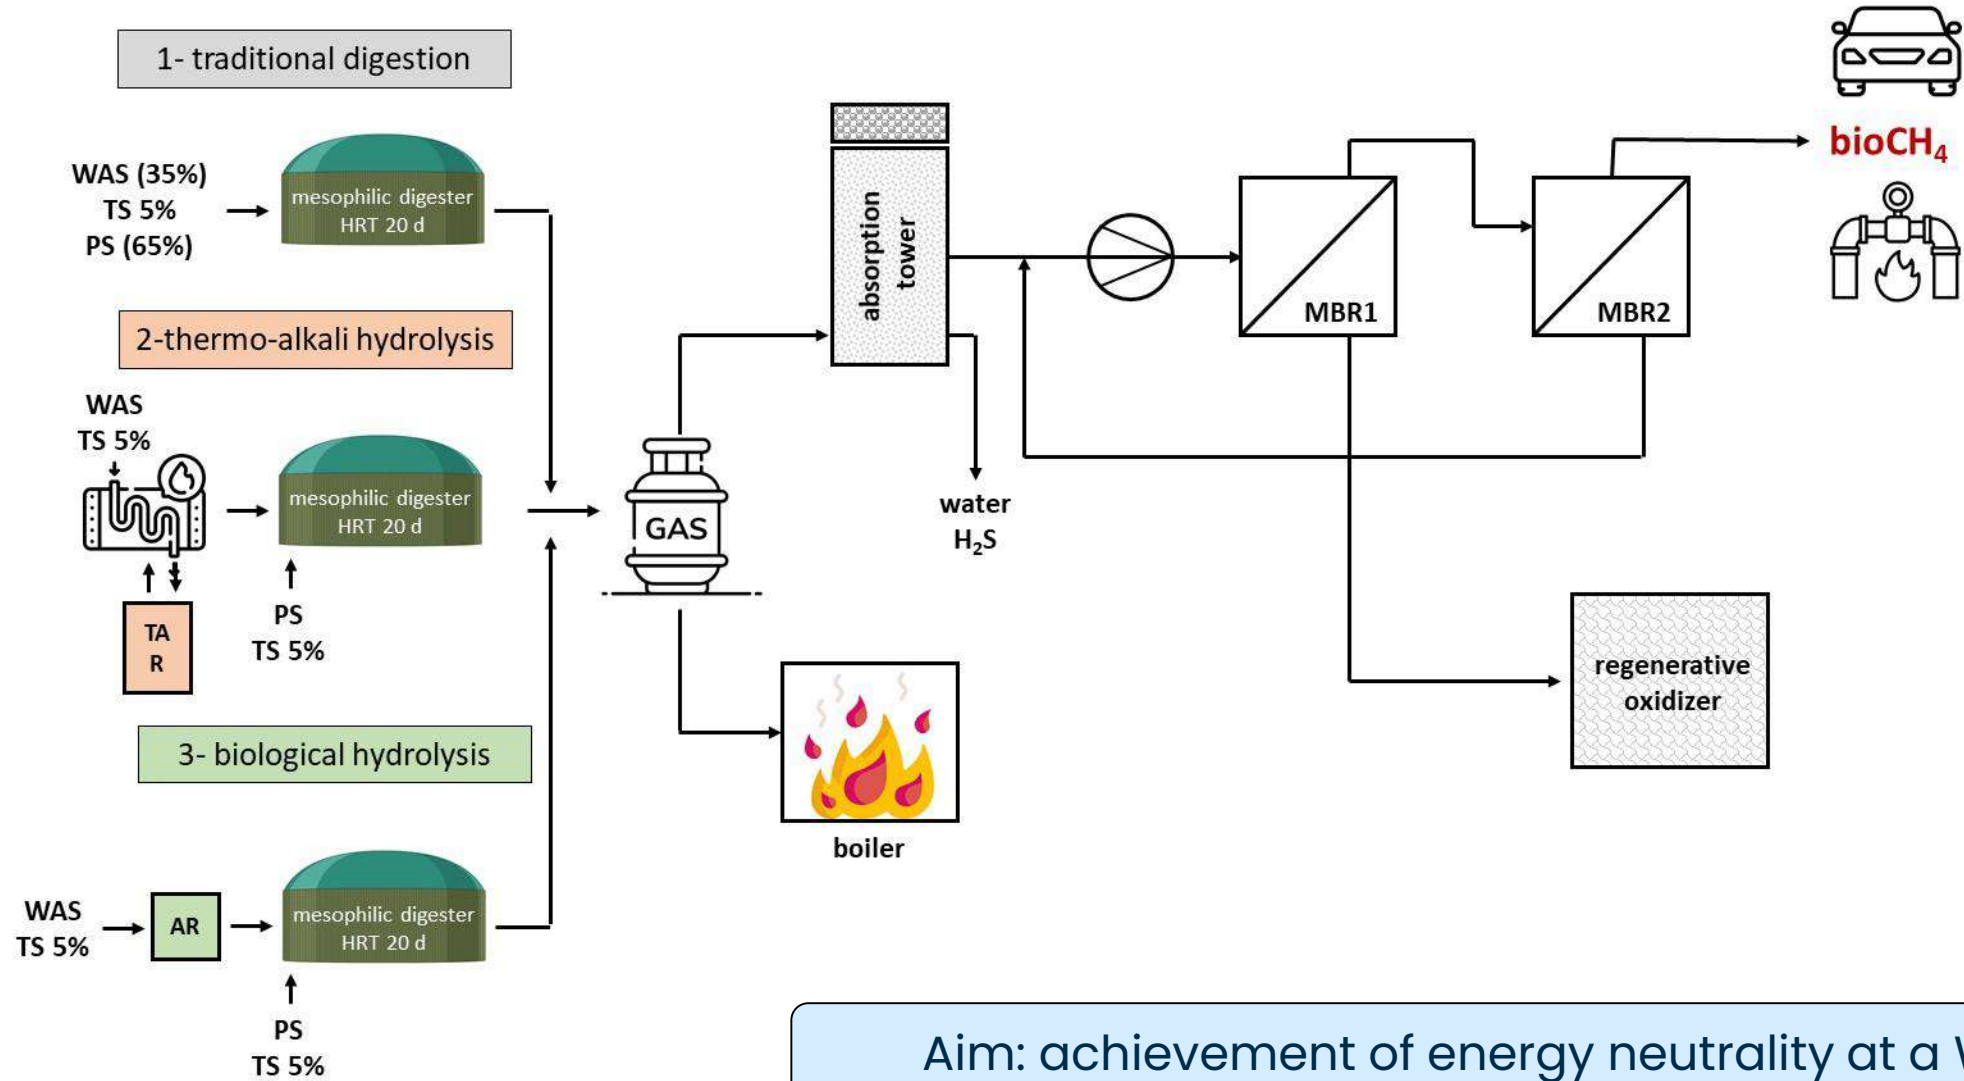 1- traditional digestion
WAS (35%)
TS 5%
PS (65%)
mesophilic digester
HRT 20 d
2-thermo-alkali hydrolysis
WAS
TS 5%
mesophilic digester
HRT 20 d
TA
R
PS
TS 5%
3- biological hydrolysis
WAS
TS 5%
AR
mesophilic digester
HRT 20 d
PS
TS 5%
GAS
boiler
absorption
tower
water
H₂S
MBR1
MBR2
bioCH₄
regenerative
oxidizer
Aim: achievement of energy neutrality at a